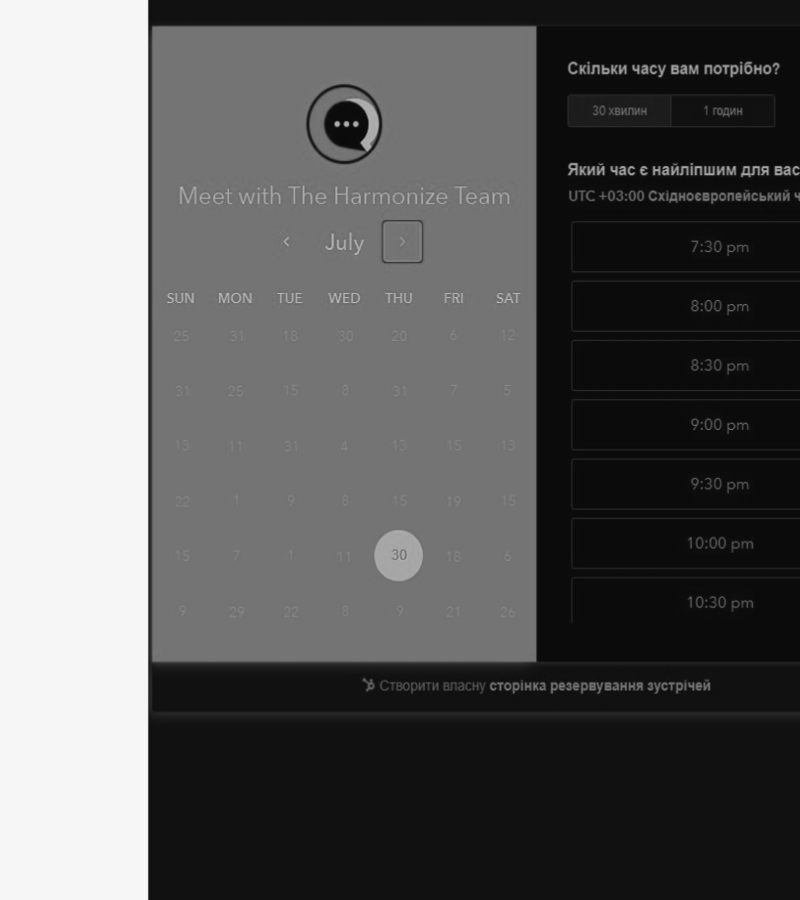 Meet with The Harmonize Team
July
SUN MON TUE WED THU FRI SAT
25 31 18 30 20 6 12
31 25 15 8 31 7 5
13 11 31 4 13 15 13
22 1 9 8 15 19 15
15 7 1 11 30 18 6
9 29 22 8 9 21 26
Скільки часу вам потрібно?
30 хвилин 1 годин
Який час є найліпшим для вас
UTC +03:00 Східноєвропейський ч
7:30 pm
8:00 pm
8:30 pm
9:00 pm
9:30 pm
10:00 pm
10:30 pm
Створити власну сторінка резервування зустрічей